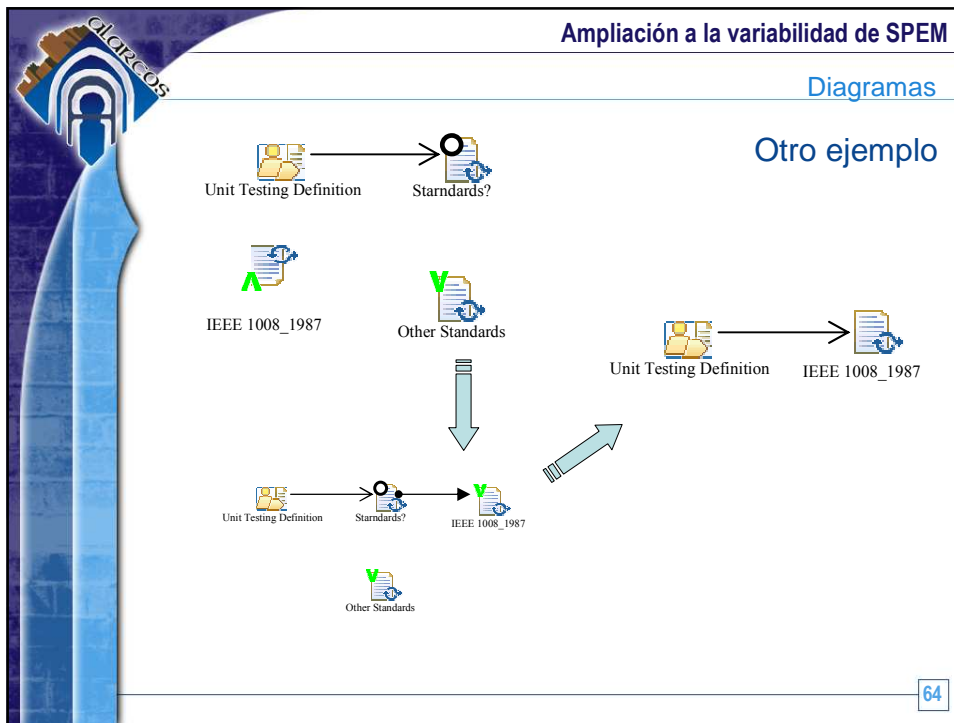 alarcos
Ampliación a la variabilidad de SPEM
Diagramas
Otro ejemplo
Unit Testing Definition
Starndards?
IEEE 1008_1987
Other Standards
Unit Testing Definition
IEEE 1008_1987
Unit Testing Definition
Starndards?
IEEE 1008_1987
Other Standards
64